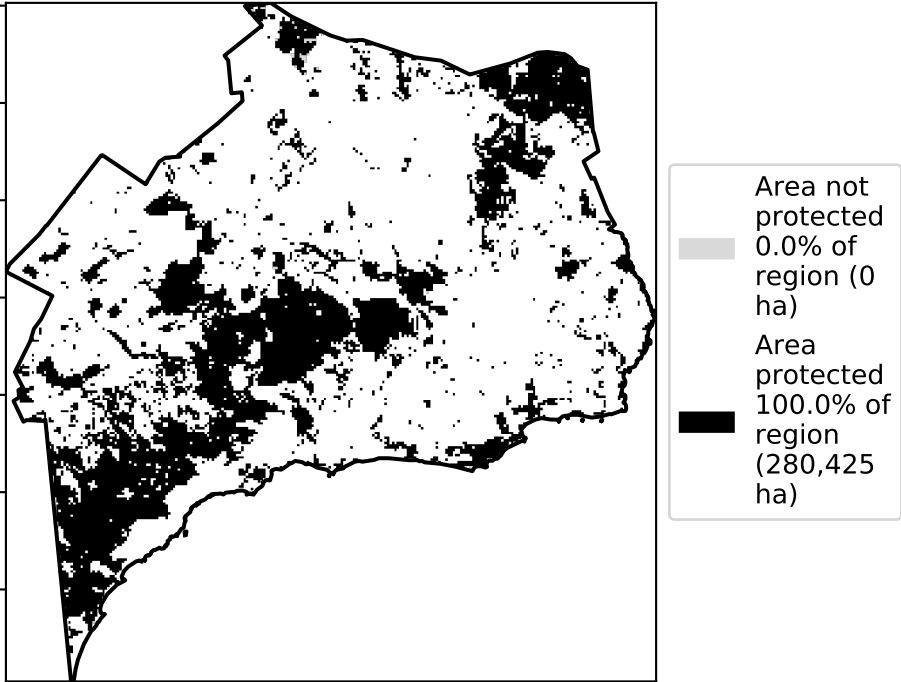 Area not
protected
0.0% of
region (0
ha)
Area
protected
100.0% of
region
(280,425
ha)